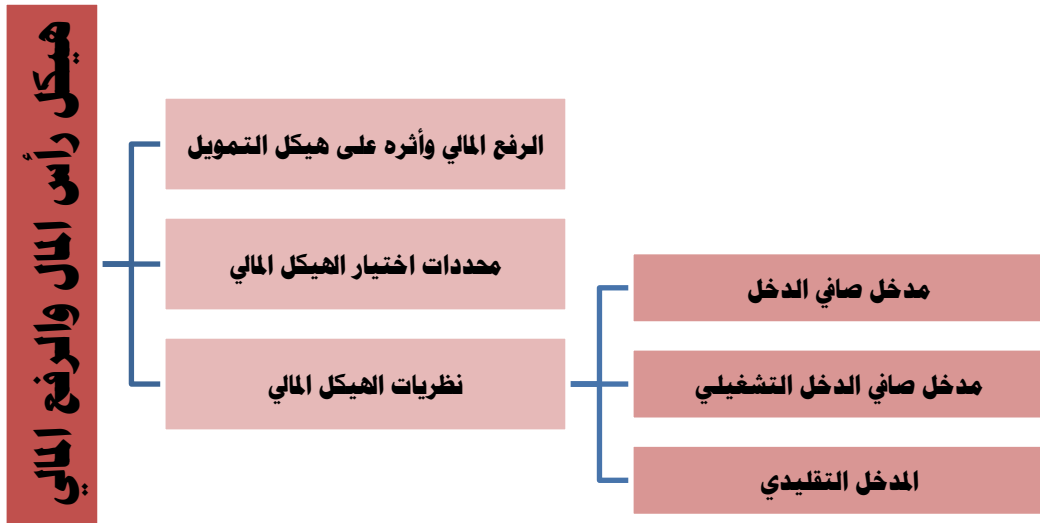 هيكل رأس المال والرفع المالي
الرفع المالي وأثره على هيكل التمويل
محددات اختيار الهيكل المالي
نظريات الهيكل المالي
مدخل صافي الدخل
مدخل صافي الدخل التشغيلي
المدخل التقليدي